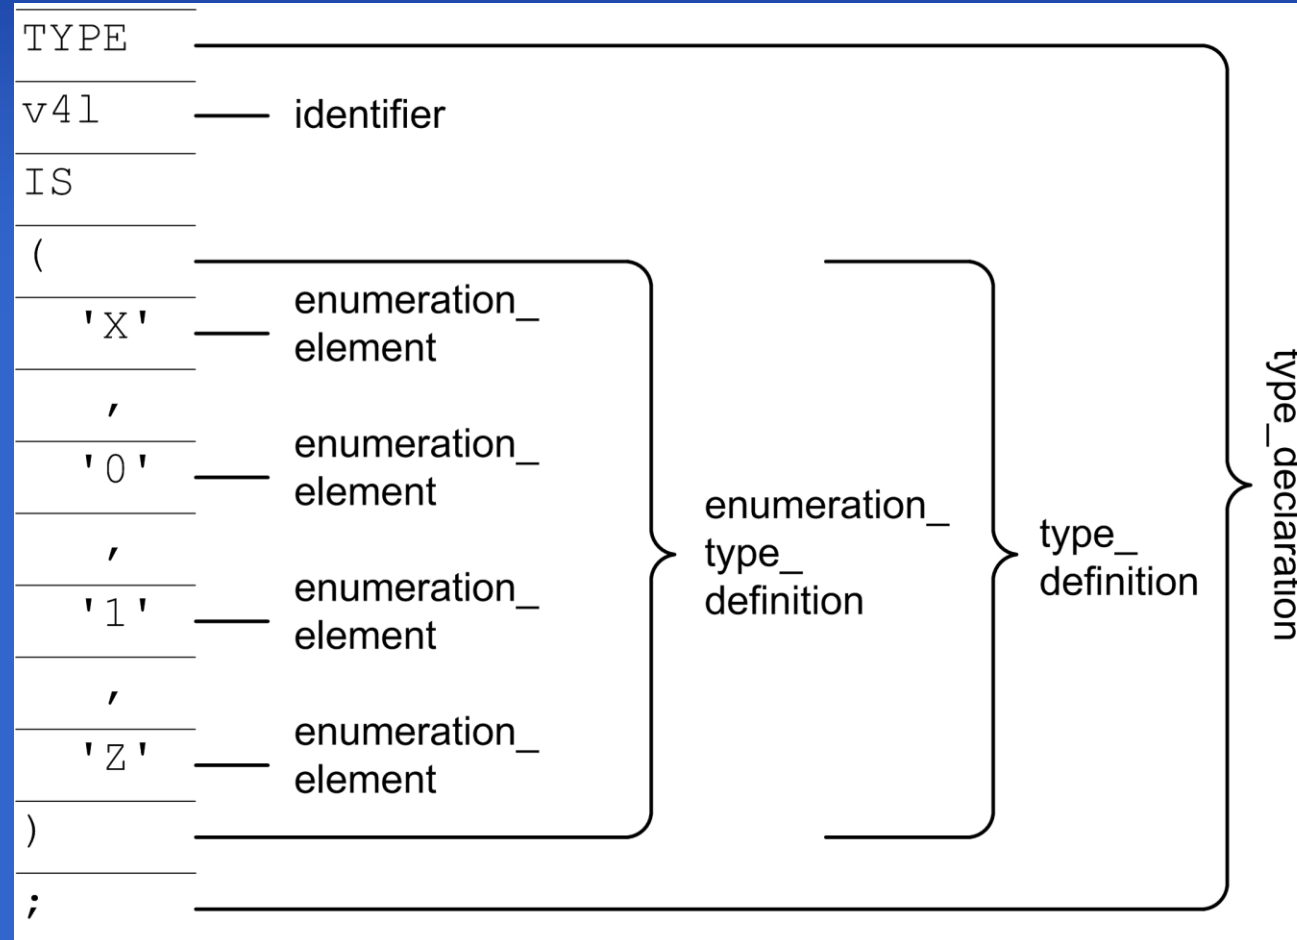 TYPE
v4l
identifier
IS
(
'X'
enumeration_
element
,
'0'
enumeration_
element
,
'1'
enumeration_
element
,
'Z'
enumeration_
element
)
;
enumeration_
type_
definition
type_
definition
type_declaration